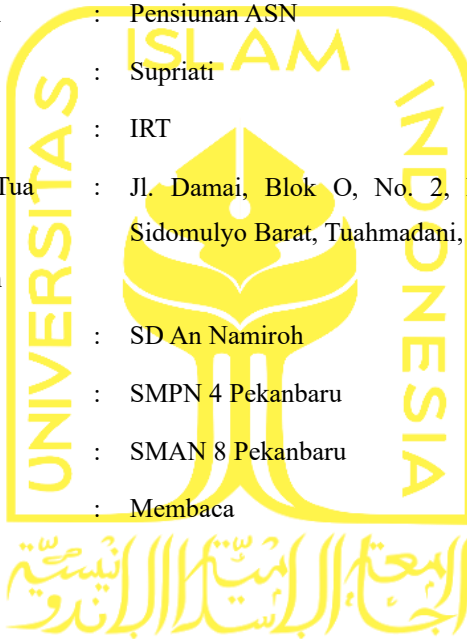 : Pensiunan ASN
ISLAM
: Supriati
: IRT
Tua : Jl. Damai, Blok O, No. 2,
Sidomulyo Barat, Tuahmadani,
: SD An Namiroh
: SMPN 4 Pekanbaru
: SMAN 8 Pekanbaru
: Membaca
UNIVERSITAS
INDONESIA